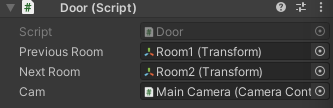 Door (Script)
Script Door
Previous Room Room1 (Transform)
Next Room Room2 (Transform)
Cam Main Camera (Camera Cont